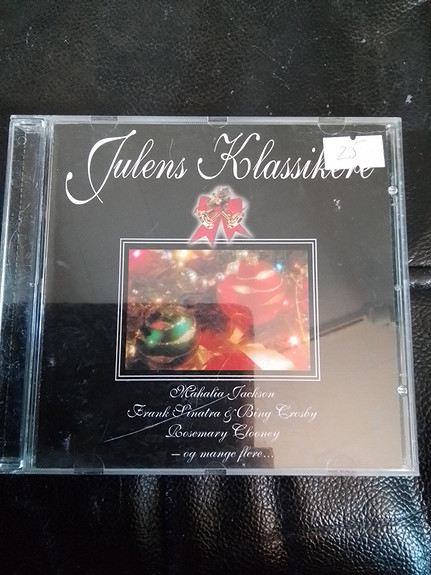 Julens Klassikere
25
Mahalia Jackson
Frank Sinatra & Bing Crosby
Rosemary Clooney
– og mange flere...